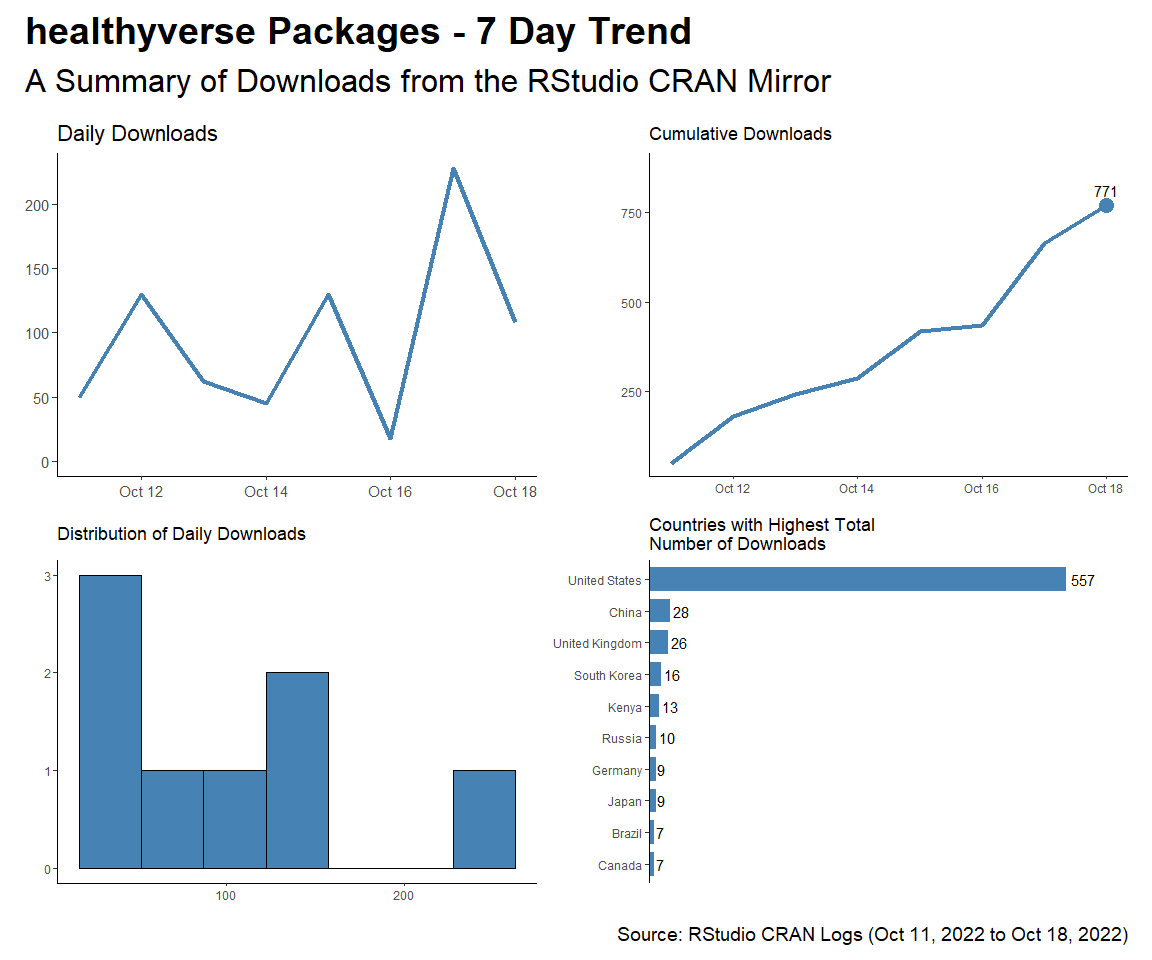 healthyverse Packages - 7 Day Trend
A Summary of Downloads from the RStudio CRAN Mirror
Daily Downloads
200
150
100
50
0
Oct 12 Oct 14 Oct 16 Oct 18
Cumulative Downloads
771
750
500
250
Oct 12 Oct 14 Oct 16 Oct 18
Distribution of Daily Downloads
3
2
1
0
100 200
Countries with Highest Total
Number of Downloads
United States 557
China 28
United Kingdom 26
South Korea 16
Kenya 13
Russia 10
Germany 9
Japan 9
Brazil 7
Canada 7
Source: RStudio CRAN Logs (Oct 11, 2022 to Oct 18, 2022)